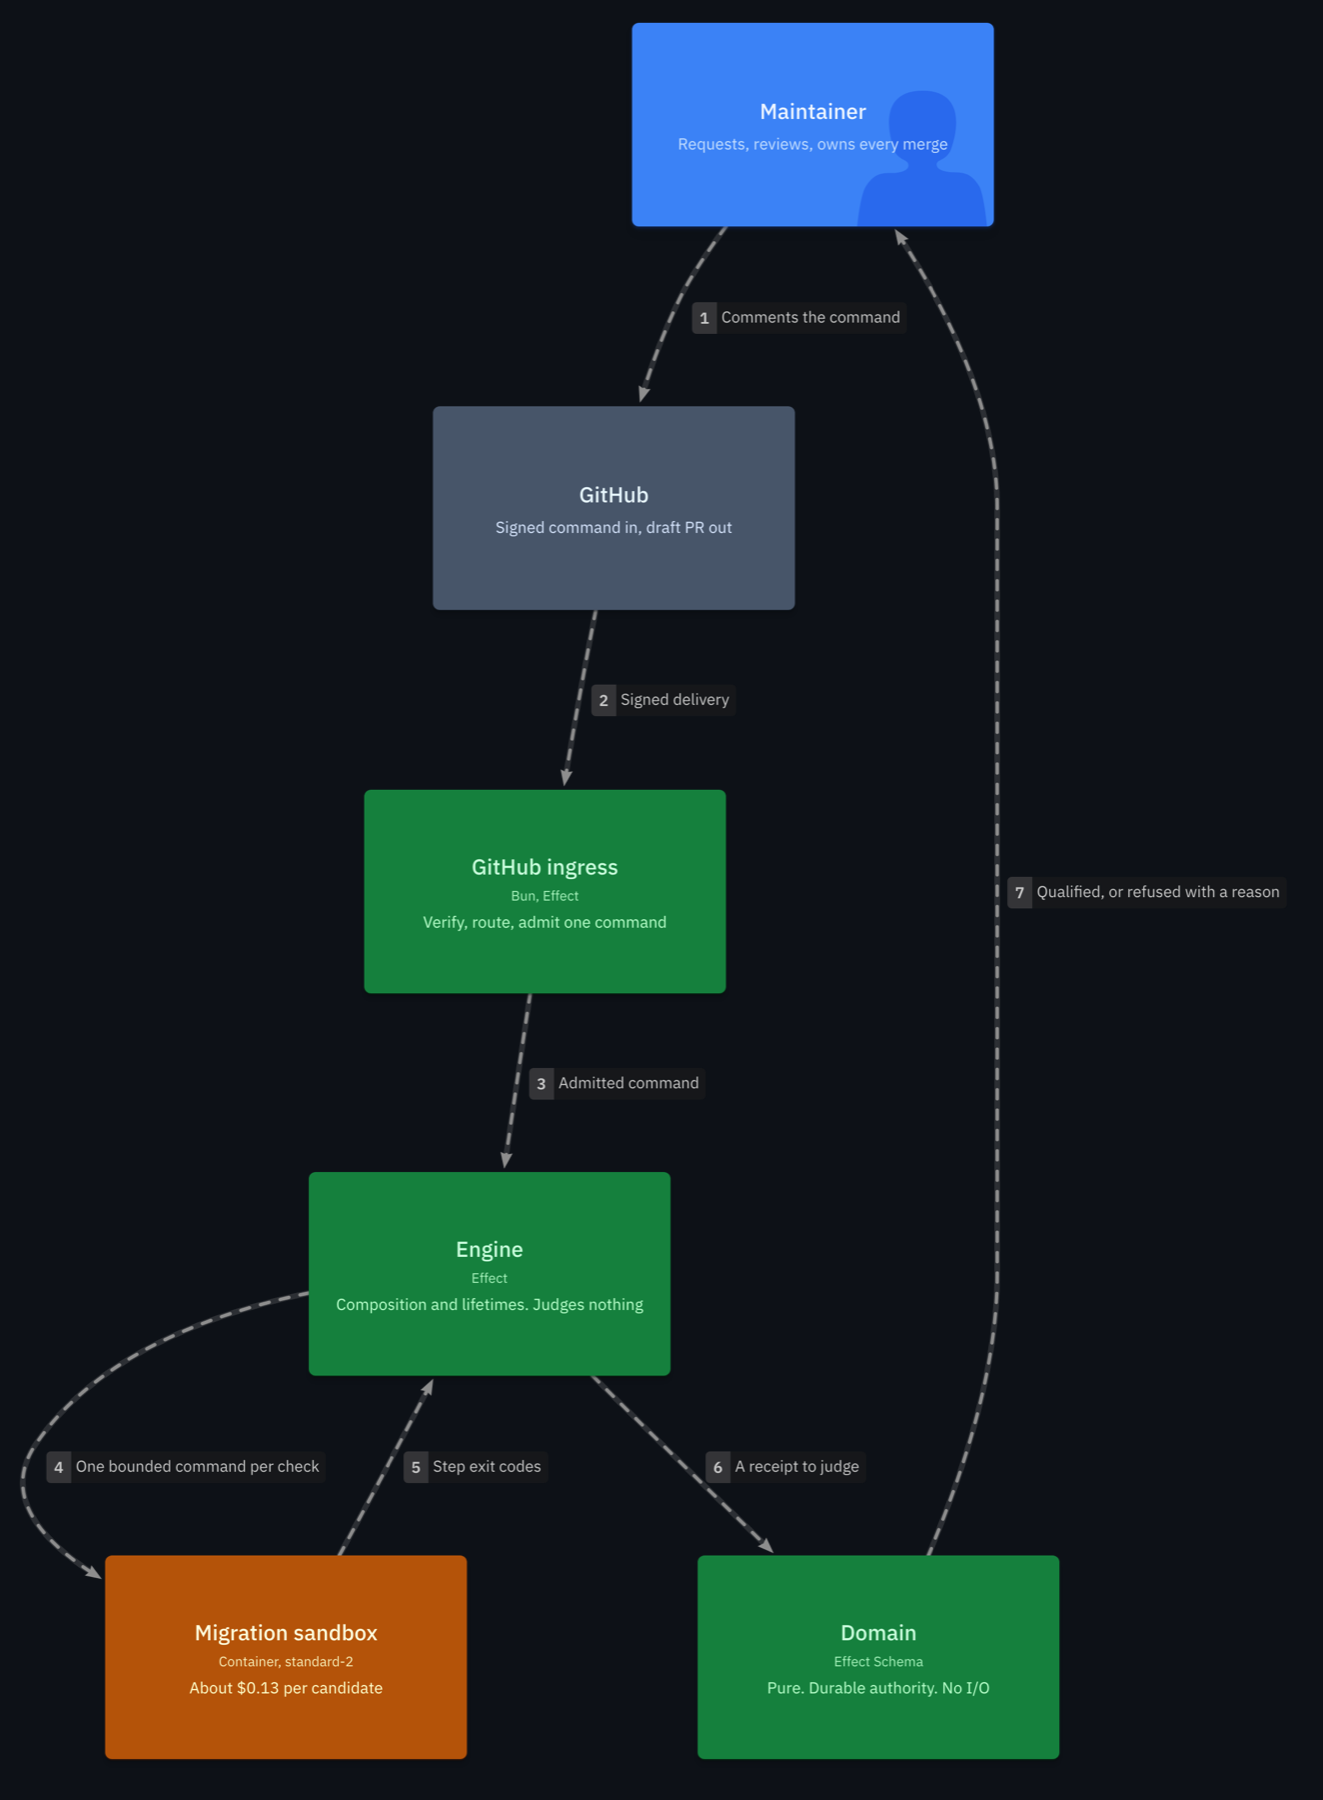 Maintainer
Requests, reviews, owns every merge
1 Comments the command
GitHub
Signed command in, draft PR out
2 Signed delivery
GitHub ingress
Bun, Effect
Verify, route, admit one command
7 Qualified, or refused with a reason
3 Admitted command
Engine
Effect
Composition and lifetimes. Judges nothing
4 One bounded command per check
5 Step exit codes
6 A receipt to judge
Migration sandbox
Container, standard-2
About $0.13 per candidate
Domain
Effect Schema
Pure. Durable authority. No I/O